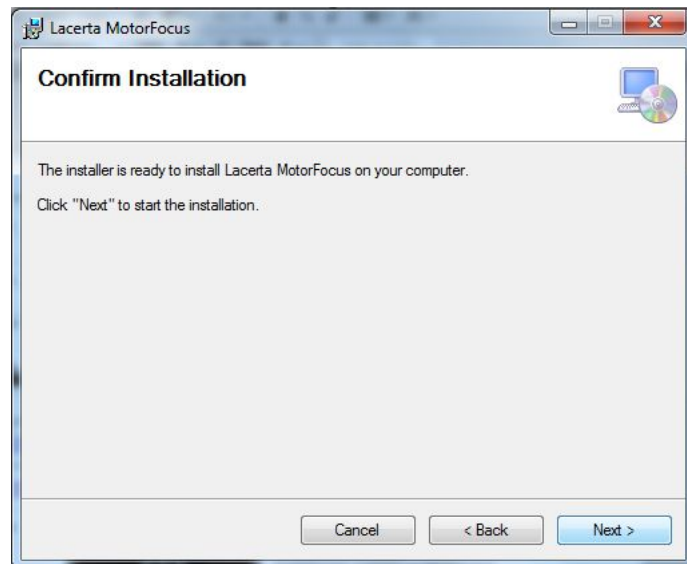 Lacerta MotorFocus
Confirm Installation
The installer is ready to install Lacerta MotorFocus on your computer.
Click "Next" to start the installation.
Cancel
< Back
Next >